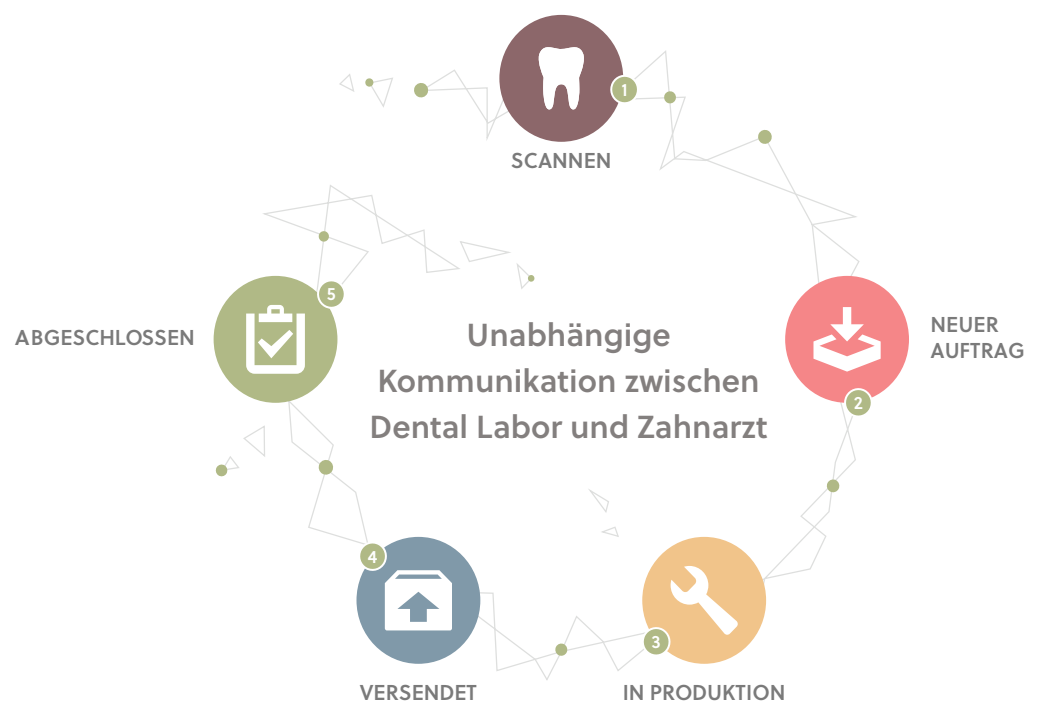 1
SCANNEN
2
NEUER
AUFTRAG
3
IN PRODUKTION
4
VERSENDET
5
ABGESCHLOSSEN
Unabhängige
Kommunikation zwischen
Dental Labor und Zahnarzt